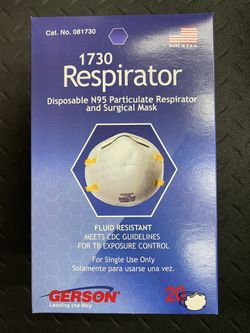 Cat. No. 081730
MADE IN U.S.A.
1730
Respirator
Disposable N95 Particulate Respirator
and Surgical Mask
FLUID RESISTANT
MEETS CDC GUIDELINES
FOR TB EXPOSURE CONTROL
For Single Use Only
Solamente para usarse una vez.
GERSON
Leading the Way
20